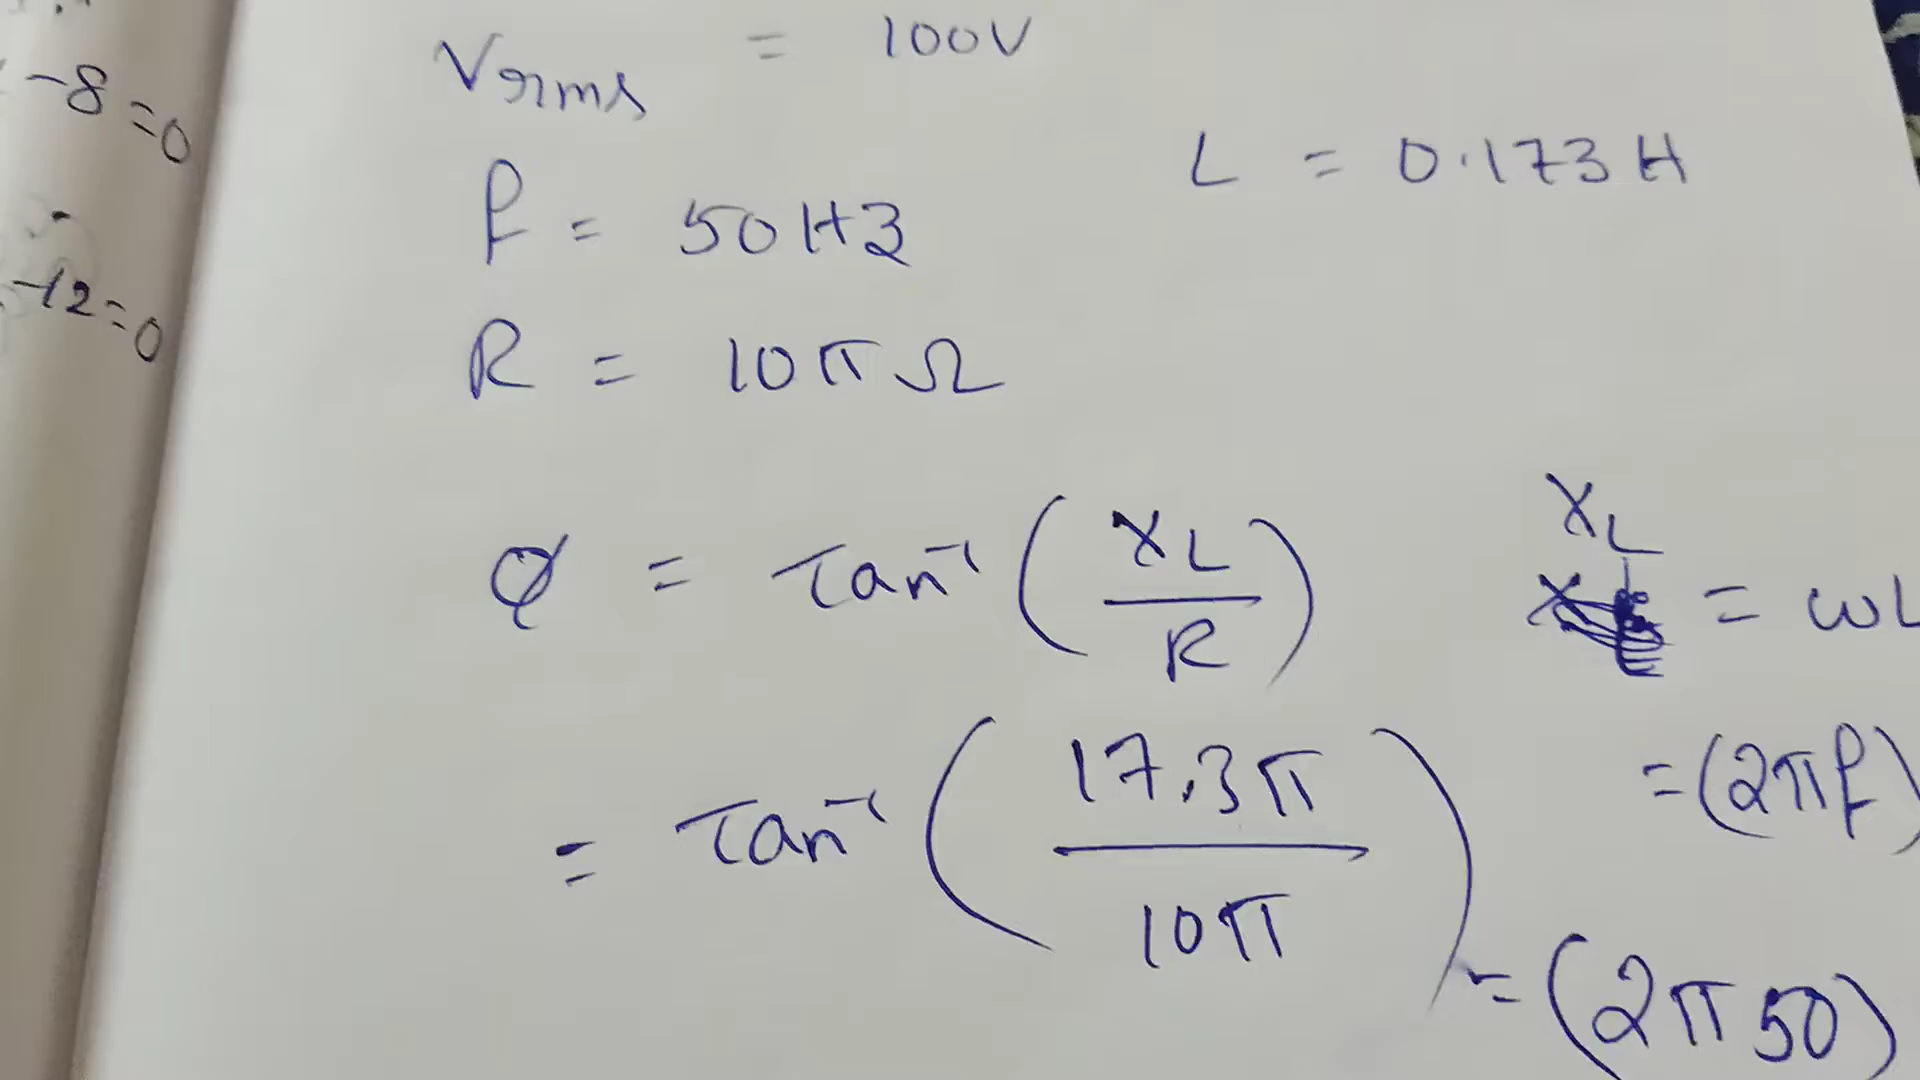 -8=0
-12=0
Vrms = 100V
L = 0.173 H
f = 50Hz
R = 10π Ω
φ = Tan⁻¹ (XL/R)
XL = ωL
= Tan⁻¹ (17.3π/10π)
= (2πf)
= (2π50)